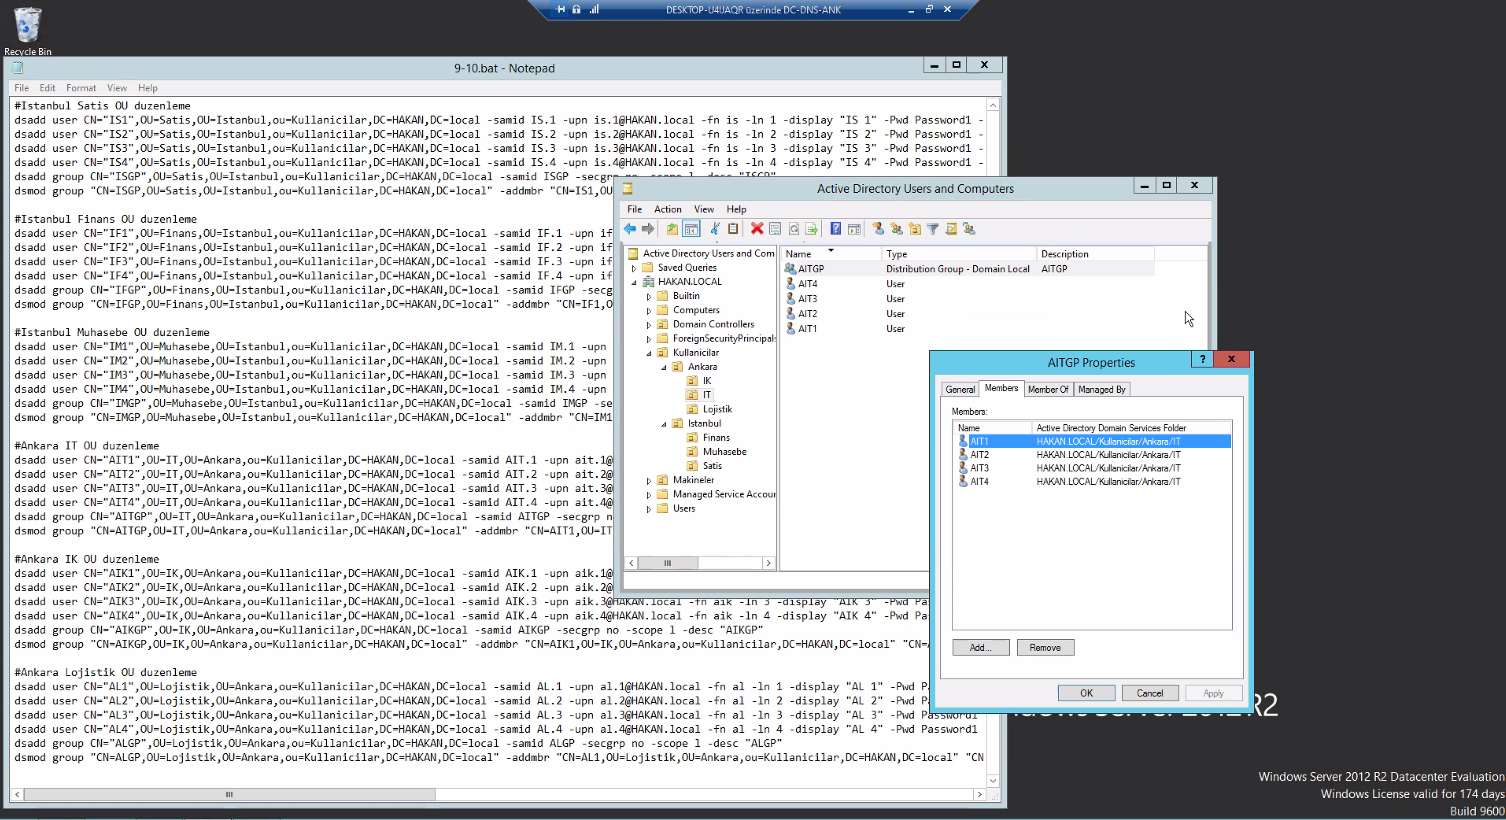 DESKTOP-U4UAQR üzerinde DC-DNS-ANK
Recycle Bin
9-10.bat - Notepad
File Edit Format View Help
#Istanbul Satis OU duzenleme
dsadd user CN="IS1",OU=Satis,OU=Istanbul,ou=Kullanicilar,DC=HAKAN,DC=local -samid IS.1 -upn is.1@HAKAN.local -fn is -ln 1 -display "IS 1" -Pwd Password1 -
dsadd user CN="IS2",OU=Satis,OU=Istanbul,ou=Kullanicilar,DC=HAKAN,DC=local -samid IS.2 -upn is.2@HAKAN.local -fn is -ln 2 -display "IS 2" -Pwd Password1 -
dsadd user CN="IS3",OU=Satis,OU=Istanbul,ou=Kullanicilar,DC=HAKAN,DC=local -samid IS.3 -upn is.3@HAKAN.local -fn is -ln 3 -display "IS 3" -Pwd Password1 -
dsadd user CN="IS4",OU=Satis,OU=Istanbul,ou=Kullanicilar,DC=HAKAN,DC=local -samid IS.4 -upn is.4@HAKAN.local -fn is -ln 4 -display "IS 4" -Pwd Password1 -
dsadd group CN="ISGP",OU=Satis,OU=Istanbul,ou=Kullanicilar,DC=HAKAN,DC=local -samid ISGP -secgrp no -scope l -desc "ISGP"
dsmod group "CN=ISGP,OU=Satis,OU=Istanbul,ou=Kullanicilar,DC=HAKAN,DC=local" -addmbr "CN=IS1,OU
#Istanbul Finans OU duzenleme
dsadd user CN="IF1",OU=Finans,OU=Istanbul,ou=Kullanicilar,DC=HAKAN,DC=local -samid IF.1 -upn if
dsadd user CN="IF2",OU=Finans,OU=Istanbul,ou=Kullanicilar,DC=HAKAN,DC=local -samid IF.2 -upn if
dsadd user CN="IF3",OU=Finans,OU=Istanbul,ou=Kullanicilar,DC=HAKAN,DC=local -samid IF.3 -upn if
dsadd user CN="IF4",OU=Finans,OU=Istanbul,ou=Kullanicilar,DC=HAKAN,DC=local -samid IF.4 -upn if
dsadd group CN="IFGP",OU=Finans,OU=Istanbul,ou=Kullanicilar,DC=HAKAN,DC=local -samid IFGP -secg
dsmod group "CN=IFGP,OU=Finans,OU=Istanbul,ou=Kullanicilar,DC=HAKAN,DC=local" -addmbr "CN=IF1,O
#Istanbul Muhasebe OU duzenleme
dsadd user CN="IM1",OU=Muhasebe,OU=Istanbul,ou=Kullanicilar,DC=HAKAN,DC=local -samid IM.1 -upn
dsadd user CN="IM2",OU=Muhasebe,OU=Istanbul,ou=Kullanicilar,DC=HAKAN,DC=local -samid IM.2 -upn
dsadd user CN="IM3",OU=Muhasebe,OU=Istanbul,ou=Kullanicilar,DC=HAKAN,DC=local -samid IM.3 -upn
dsadd user CN="IM4",OU=Muhasebe,OU=Istanbul,ou=Kullanicilar,DC=HAKAN,DC=local -samid IM.4 -upn
dsadd group CN="IMGP",OU=Muhasebe,OU=Istanbul,ou=Kullanicilar,DC=HAKAN,DC=local -samid IMGP -se
dsmod group "CN=IMGP,OU=Muhasebe,OU=Istanbul,ou=Kullanicilar,DC=HAKAN,DC=local" -addmbr "CN=IM1
#Ankara IT OU duzenleme
dsadd user CN="AIT1",OU=IT,OU=Ankara,ou=Kullanicilar,DC=HAKAN,DC=local -samid AIT.1 -upn ait.1@
dsadd user CN="AIT2",OU=IT,OU=Ankara,ou=Kullanicilar,DC=HAKAN,DC=local -samid AIT.2 -upn ait.2@
dsadd user CN="AIT3",OU=IT,OU=Ankara,ou=Kullanicilar,DC=HAKAN,DC=local -samid AIT.3 -upn ait.3@
dsadd user CN="AIT4",OU=IT,OU=Ankara,ou=Kullanicilar,DC=HAKAN,DC=local -samid AIT.4 -upn ait.4@
dsadd group CN="AITGP",OU=IT,OU=Ankara,ou=Kullanicilar,DC=HAKAN,DC=local -samid AITGP -secgrp n
dsmod group "CN=AITGP,OU=IT,OU=Ankara,ou=Kullanicilar,DC=HAKAN,DC=local" -addmbr "CN=AIT1,OU=IT
#Ankara IK OU duzenleme
dsadd user CN="AIK1",OU=IK,OU=Ankara,ou=Kullanicilar,DC=HAKAN,DC=local -samid AIK.1 -upn aik.1@
dsadd user CN="AIK2",OU=IK,OU=Ankara,ou=Kullanicilar,DC=HAKAN,DC=local -samid AIK.2 -upn aik.2@
dsadd user CN="AIK3",OU=IK,OU=Ankara,ou=Kullanicilar,DC=HAKAN,DC=local -samid AIK.3 -upn aik.3@HAKAN.local -fn aik -ln 3 -display "AIK 3" -Pwd Pa
dsadd user CN="AIK4",OU=IK,OU=Ankara,ou=Kullanicilar,DC=HAKAN,DC=local -samid AIK.4 -upn aik.4@HAKAN.local -fn aik -ln 4 -display "AIK 4" -Pwd Pa
dsadd group CN="AIKGP",OU=IK,OU=Ankara,ou=Kullanicilar,DC=HAKAN,DC=local -samid AIKGP -secgrp no -scope l -desc "AIKGP"
dsmod group "CN=AIKGP,OU=IK,OU=Ankara,ou=Kullanicilar,DC=HAKAN,DC=local" -addmbr "CN=AIK1,OU=IK,OU=Ankara,ou=Kullanicilar,DC=HAKAN,DC=local" "CN=
#Ankara Lojistik OU duzenleme
dsadd user CN="AL1",OU=Lojistik,OU=Ankara,ou=Kullanicilar,DC=HAKAN,DC=local -samid AL.1 -upn al.1@HAKAN.local -fn al -ln 1 -display "AL 1" -Pwd P
dsadd user CN="AL2",OU=Lojistik,OU=Ankara,ou=Kullanicilar,DC=HAKAN,DC=local -samid AL.2 -upn al.2@HAKAN.local -fn al -ln 2 -display "AL 2" -Pwd P
dsadd user CN="AL3",OU=Lojistik,OU=Ankara,ou=Kullanicilar,DC=HAKAN,DC=local -samid AL.3 -upn al.3@HAKAN.local -fn al -ln 3 -display "AL 3" -Pwd Password1
dsadd user CN="AL4",OU=Lojistik,OU=Ankara,ou=Kullanicilar,DC=HAKAN,DC=local -samid AL.4 -upn al.4@HAKAN.local -fn al -ln 4 -display "AL 4" -Pwd Password1
dsadd group CN="ALGP",OU=Lojistik,OU=Ankara,ou=Kullanicilar,DC=HAKAN,DC=local -samid ALGP -secgrp no -scope l -desc "ALGP"
dsmod group "CN=ALGP,OU=Lojistik,OU=Ankara,ou=Kullanicilar,DC=HAKAN,DC=local" -addmbr "CN=AL1,OU=Lojistik,OU=Ankara,ou=Kullanicilar,DC=HAKAN,DC=local" "CN
Active Directory Users and Computers
File Action View Help
Active Directory Users and Com
Saved Queries
HAKAN.LOCAL
Builtin
Computers
Domain Controllers
ForeignSecurityPrincipals
Kullanicilar
Ankara
IK
IT
Lojistik
Istanbul
Finans
Muhasebe
Satis
Makineler
Managed Service Accour
Users
Name Type Description
AITGP Distribution Group - Domain Local AITGP
AIT4 User
AIT3 User
AIT2 User
AIT1 User
AITGP Properties
General Members Member Of Managed By
Members:
Name Active Directory Domain Services Folder
AIT1 HAKAN.LOCAL/Kullanicilar/Ankara/IT
AIT2 HAKAN.LOCAL/Kullanicilar/Ankara/IT
AIT3 HAKAN.LOCAL/Kullanicilar/Ankara/IT
AIT4 HAKAN.LOCAL/Kullanicilar/Ankara/IT
Add... Remove
OK Cancel Apply
R2
Windows Server 2012 R2 Datacenter Evaluation
Windows License valid for 174 days
Build 9600